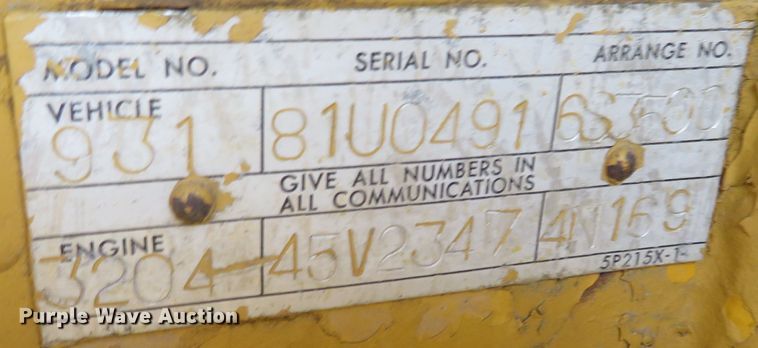 MODEL NO. SERIAL NO. ARRANGE NO.
VEHICLE
931 81U0491
GIVE ALL NUMBERS IN
ALL COMMUNICATIONS
ENGINE
3204 45V2347 4N169
5P215X-1
Purple Wave Auction